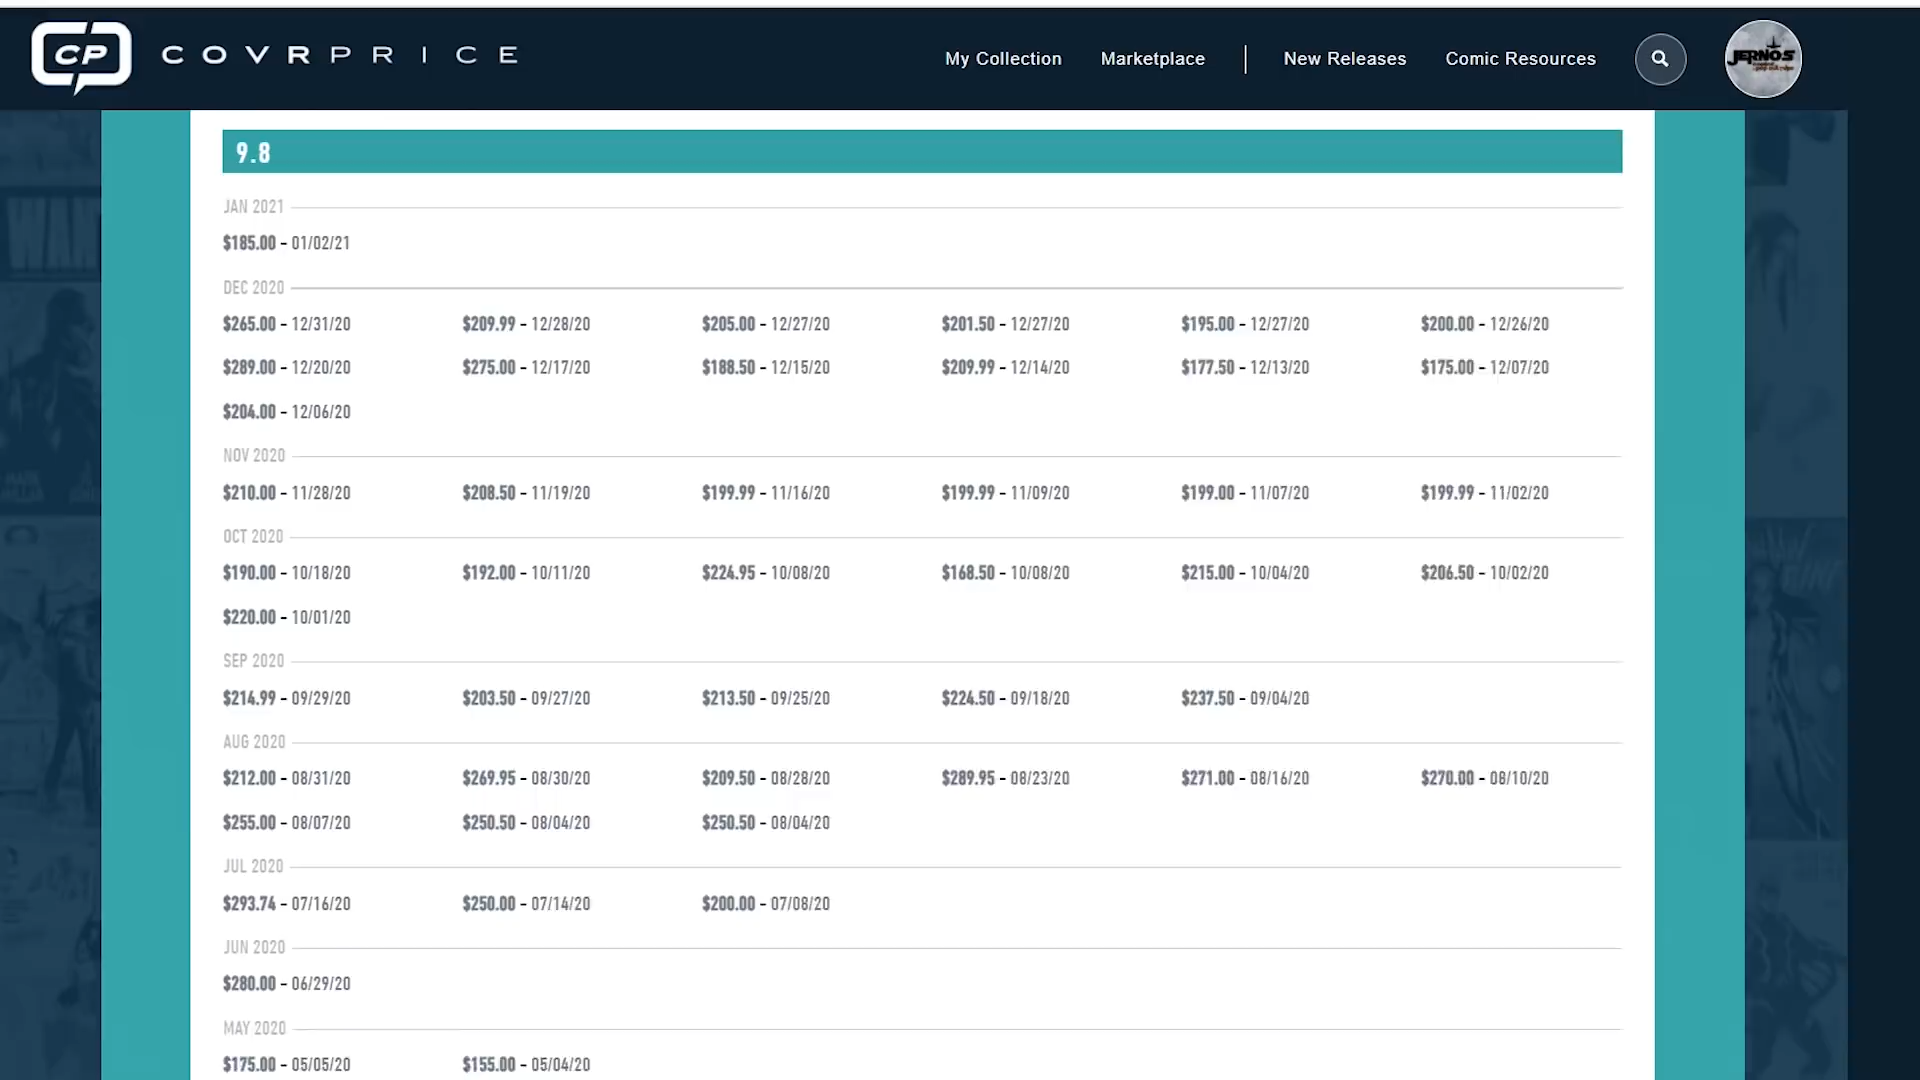 CP COVRPRICE
My Collection Marketplace New Releases Comic Resources
JERNO'S
WAN
9.8
JAN 2021
$185.00 - 01/02/21
DEC 2020
$265.00 - 12/31/20 $209.99 - 12/28/20 $205.00 - 12/27/20 $201.50 - 12/27/20 $195.00 - 12/27/20 $200.00 - 12/26/20
$289.00 - 12/20/20 $275.00 - 12/17/20 $188.50 - 12/15/20 $209.99 - 12/14/20 $177.50 - 12/13/20 $175.00 - 12/07/20
$204.00 - 12/06/20
NOV 2020
$210.00 - 11/28/20 $208.50 - 11/19/20 $199.99 - 11/16/20 $199.99 - 11/09/20 $199.00 - 11/07/20 $199.99 - 11/02/20
OCT 2020
$190.00 - 10/18/20 $192.00 - 10/11/20 $224.95 - 10/08/20 $168.50 - 10/08/20 $215.00 - 10/04/20 $206.50 - 10/02/20
$220.00 - 10/01/20
SEP 2020
$214.99 - 09/29/20 $203.50 - 09/27/20 $213.50 - 09/25/20 $224.50 - 09/18/20 $237.50 - 09/04/20
AUG 2020
$212.00 - 08/31/20 $269.95 - 08/30/20 $209.50 - 08/28/20 $289.95 - 08/23/20 $271.00 - 08/16/20 $270.00 - 08/10/20
$255.00 - 08/07/20 $250.50 - 08/04/20 $250.50 - 08/04/20
JUL 2020
$293.74 - 07/16/20 $250.00 - 07/14/20 $200.00 - 07/08/20
JUN 2020
$280.00 - 06/29/20
MAY 2020
$175.00 - 05/05/20 $155.00 - 05/04/20